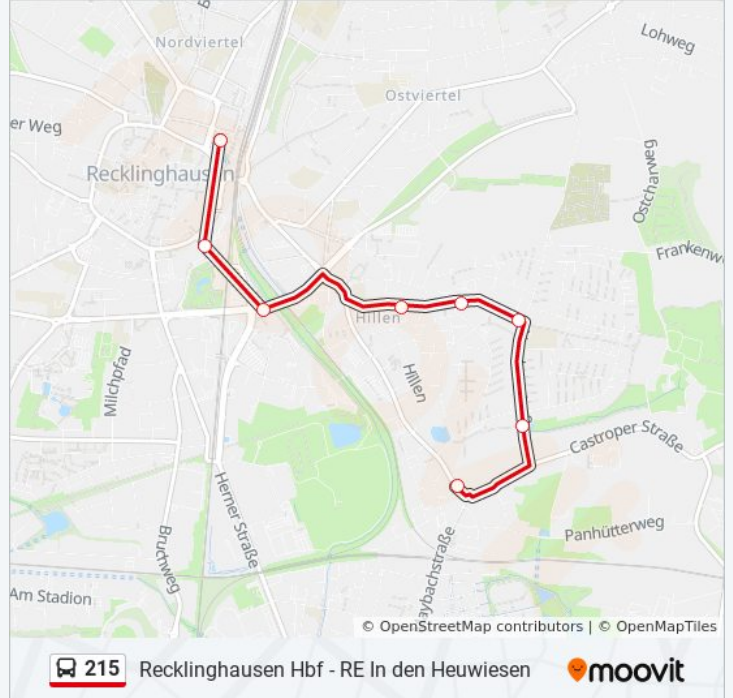 Nordviertel
Lohweg
Ostviertel
er Weg
Recklinghausen
Ostcharweg
Frankenw
Hillen
Milchpfad
Hillen
Castroper Straße
Herner Straße
Panhütterweg
Bruchweg
aybachstraße
Am Stadion
© OpenStreetMap contributors | © OpenMapTiles
215 Recklinghausen Hbf - RE In den Heuwiesen moovit